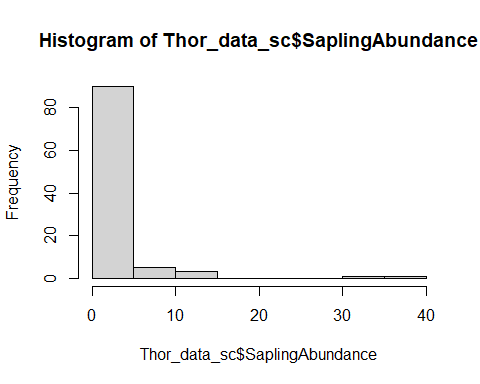 Histogram of Thor_data_sc$SaplingAbundance
Frequency
80
60
40
20
0
0 10 20 30 40
Thor_data_sc$SaplingAbundance